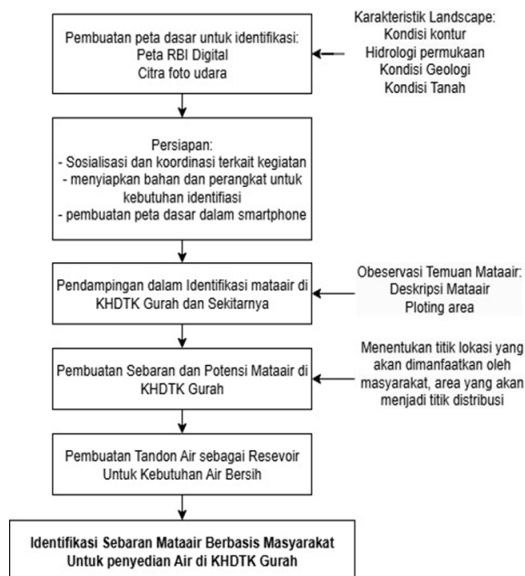 Pembuatan peta dasar untuk identifikasi:
Peta RBI Digital
Citra foto udara
Karakteristik Landscape:
Kondisi kontur
Hidrologi permukaan
Kondisi Geologi
Kondisi Tanah
Persiapan:
- Sosialisasi dan koordinasi terkait kegiatan
- menyiapkan bahan dan perangkat untuk
kebutuhan identifiasi
- pembuatan peta dasar dalam smartphone
Pendampingan dalam Identifikasi mataair di
KHDTK Gurah dan Sekitarnya
Obeservasi Temuan Mataair:
Deskripsi Mataair
Ploting area
Pembuatan Sebaran dan Potensi Mataair di
KHDTK Gurah
Menentukan titik lokasi yang
akan dimanfaatkan oleh
masyarakat, area yang akan
menjadi titik distribusi
Pembuatan Tandon Air sebagai Resevoir
Untuk Kebutuhan Air Bersih
Identifikasi Sebaran Mataair Berbasis Masyarakat
Untuk penyedian Air di KHDTK Gurah